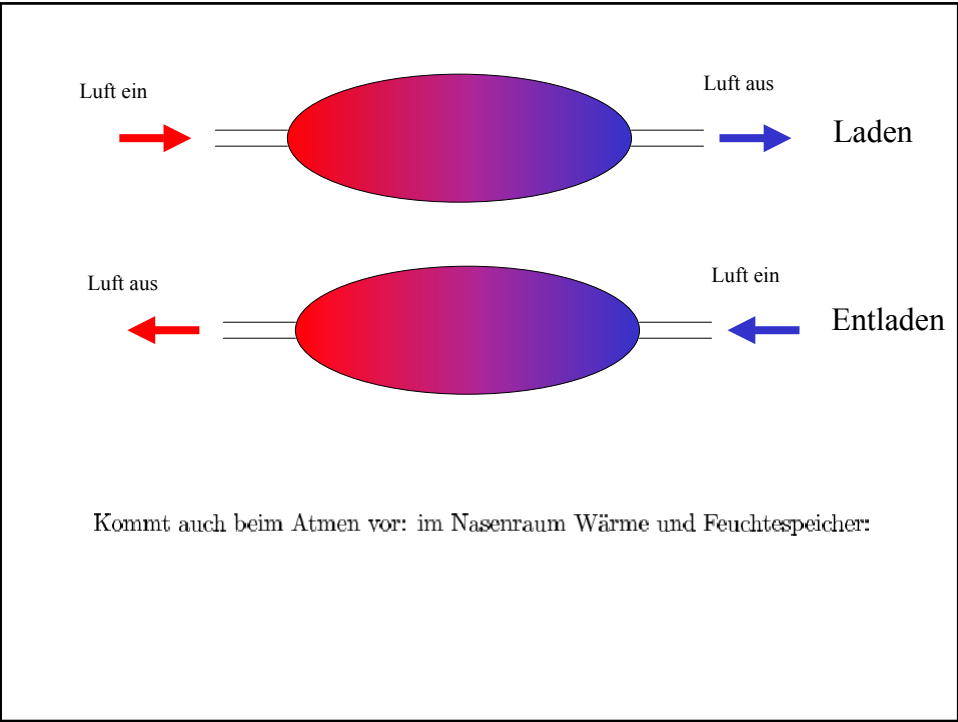 Luft ein
Luft aus
Laden
Luft aus
Luft ein
Entladen
Kommt auch beim Atmen vor: im Nasenraum Wärme und Feuchtespeicher: